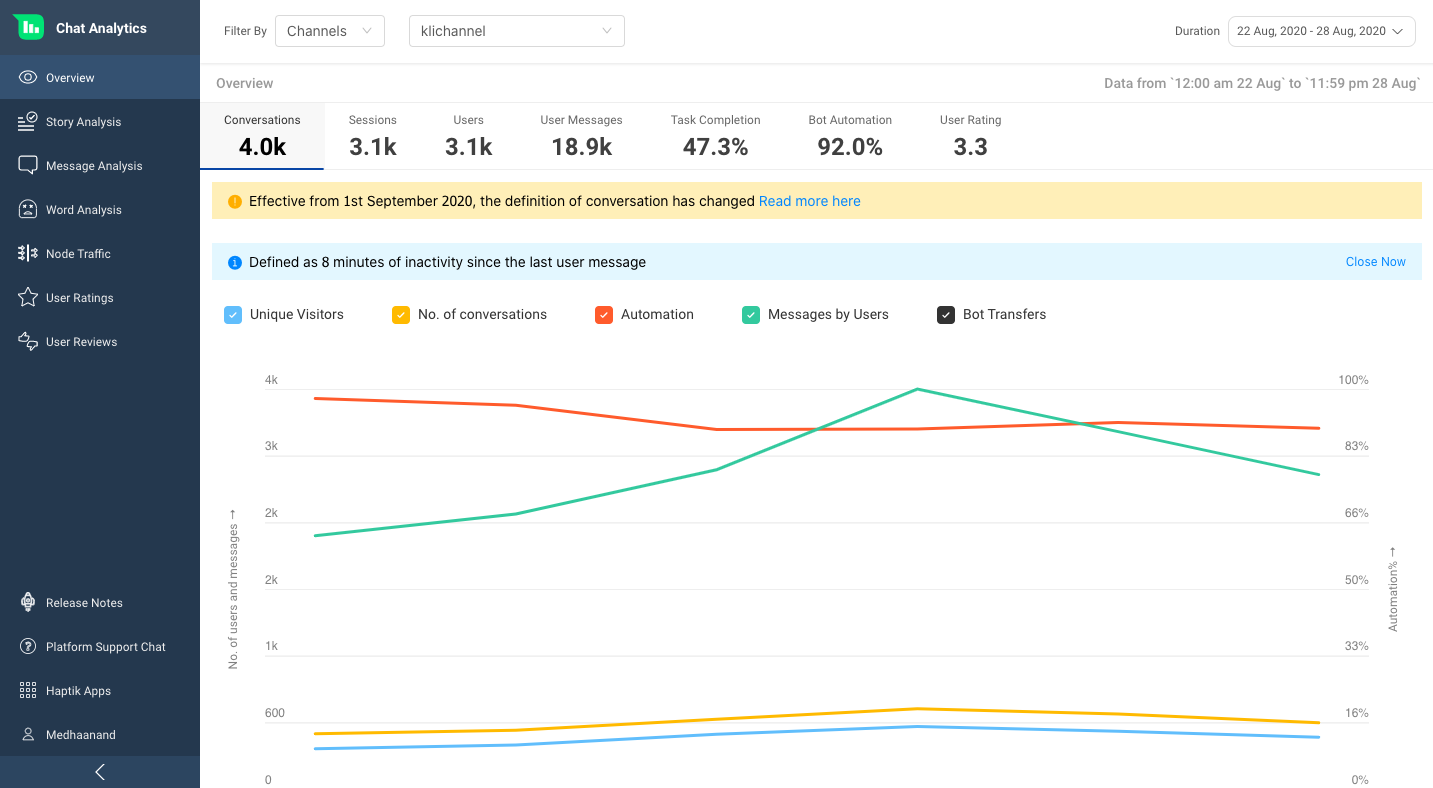 Chat Analytics
Overview
Story Analysis
Message Analysis
Word Analysis
Node Traffic
User Ratings
User Reviews
Release Notes
Platform Support Chat
Haptik Apps
Medhaanand
Filter By
Channels
klichannel
Duration
22 Aug, 2020 - 28 Aug, 2020
Overview
Data from `12:00 am 22 Aug` to `11:59 pm 28 Aug`
Conversations
4.0k
Sessions
3.1k
Users
3.1k
User Messages
18.9k
Task Completion
47.3%
Bot Automation
92.0%
User Rating
3.3
Effective from 1st September 2020, the definition of conversation has changed Read more here
Defined as 8 minutes of inactivity since the last user message
Close Now
Unique Visitors
No. of conversations
Automation
Messages by Users
Bot Transfers
4k
3k
2k
2k
1k
600
0
No. of users and messages →
100%
83%
66%
50%
33%
16%
0%
Automation% →